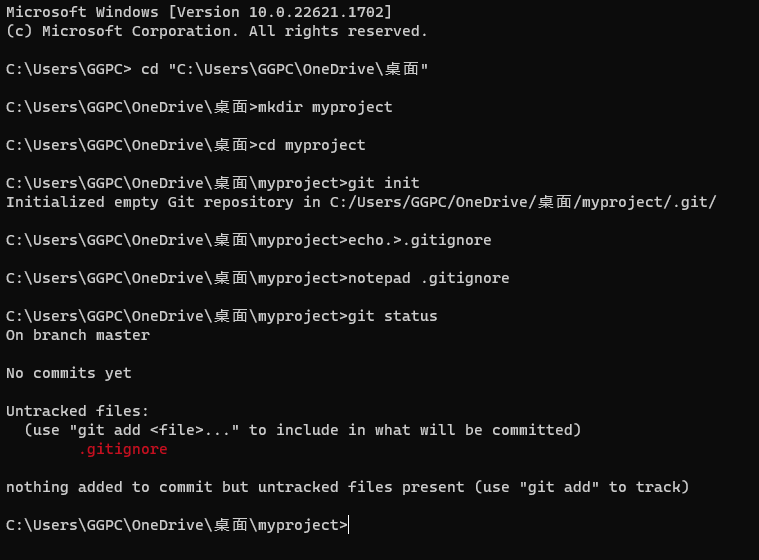 Microsoft Windows [Version 10.0.22621.1702]
(c) Microsoft Corporation. All rights reserved.
C:\Users\GGPC> cd "C:\Users\GGPC\OneDrive\桌面"
C:\Users\GGPC\OneDrive\桌面>mkdir myproject
C:\Users\GGPC\OneDrive\桌面>cd myproject
C:\Users\GGPC\OneDrive\桌面\myproject>git init
Initialized empty Git repository in C:/Users/GGPC/OneDrive/桌面/myproject/.git/
C:\Users\GGPC\OneDrive\桌面\myproject>echo.>.gitignore
C:\Users\GGPC\OneDrive\桌面\myproject>notepad .gitignore
C:\Users\GGPC\OneDrive\桌面\myproject>git status
On branch master
No commits yet
Untracked files:
  (use "git add <file>..." to include in what will be committed)
        .gitignore
nothing added to commit but untracked files present (use "git add" to track)
C:\Users\GGPC\OneDrive\桌面\myproject>